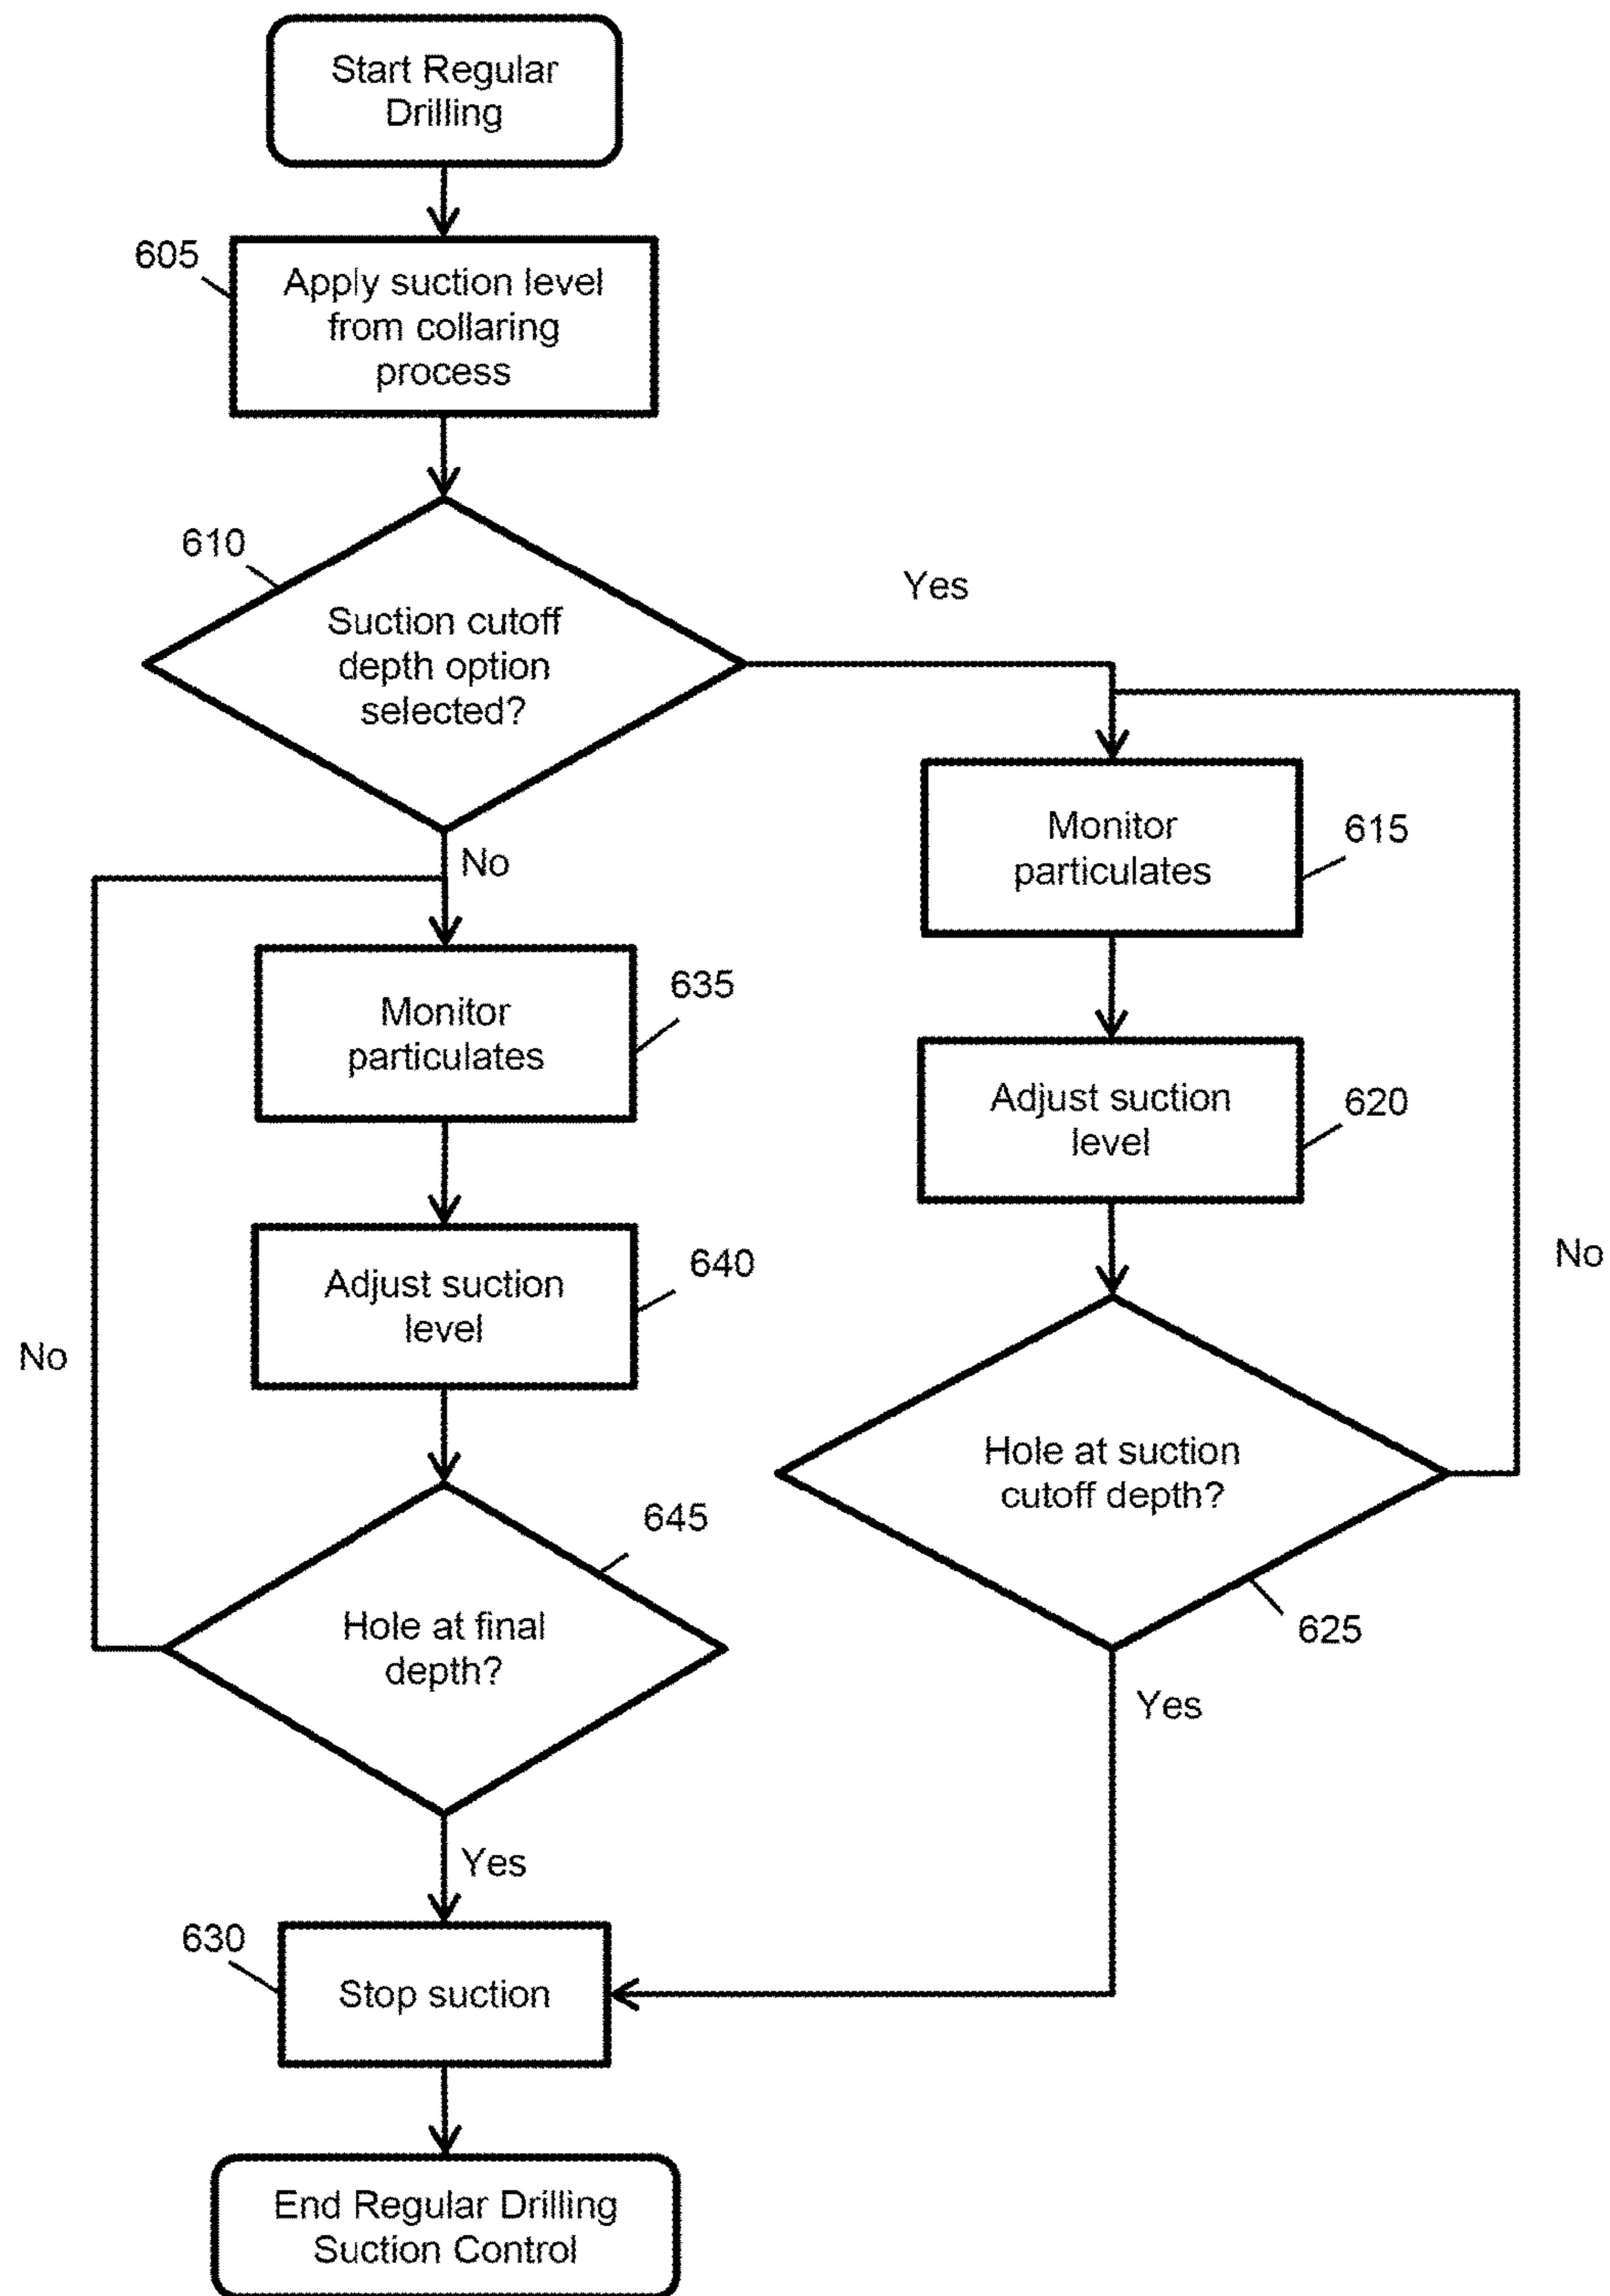 Start Regular
Drilling
605
Apply suction level
from collaring
process
610
Suction cutoff
depth option
selected?
Yes
No
Monitor
particulates
615
Adjust suction
level
620
Hole at suction
cutoff depth?
625
No
Yes
Monitor
particulates
635
Adjust suction
level
640
No
Hole at final
depth?
645
Yes
630
Stop suction
End Regular Drilling
Suction Control